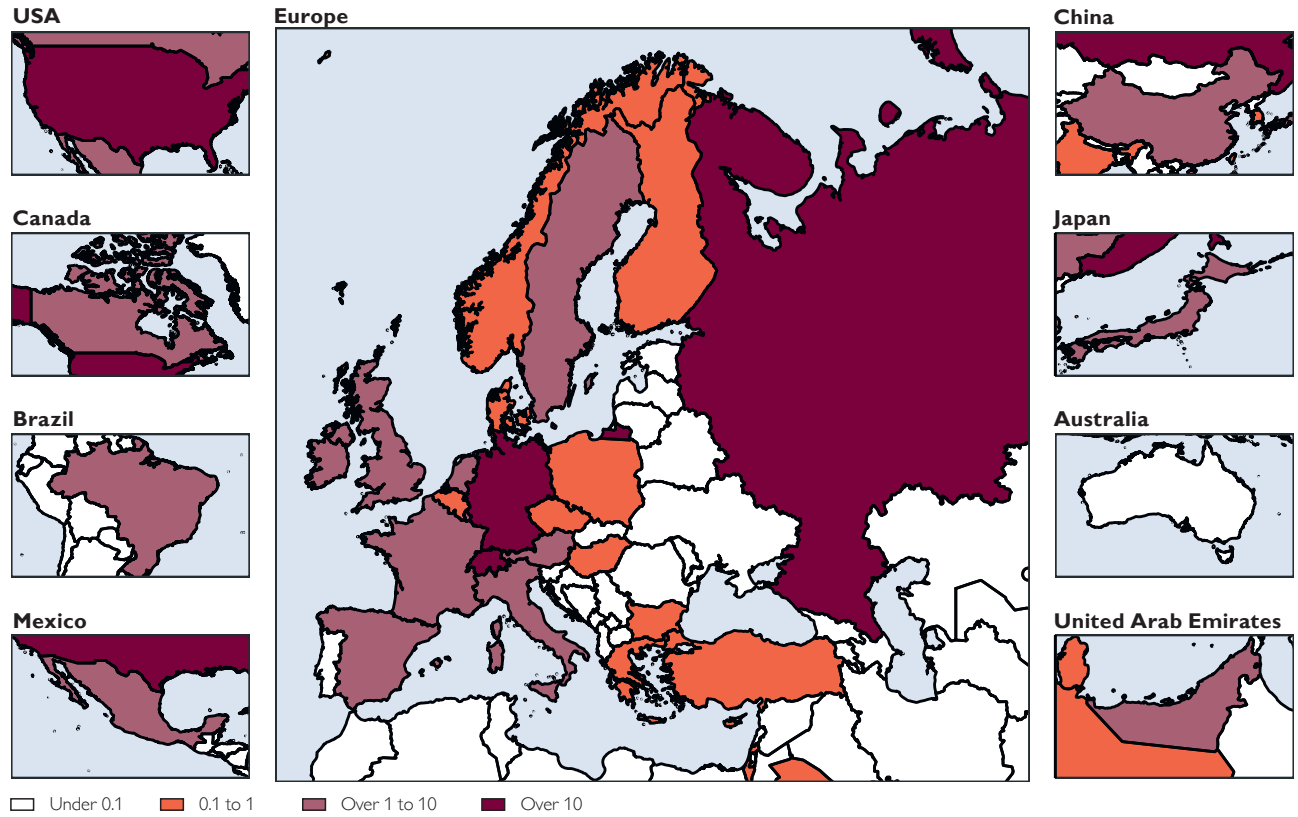 USA
Europe
China
Canada
Japan
Brazil
Australia
Mexico
United Arab Emirates
Under 0.1
0.1 to 1
Over 1 to 10
Over 10